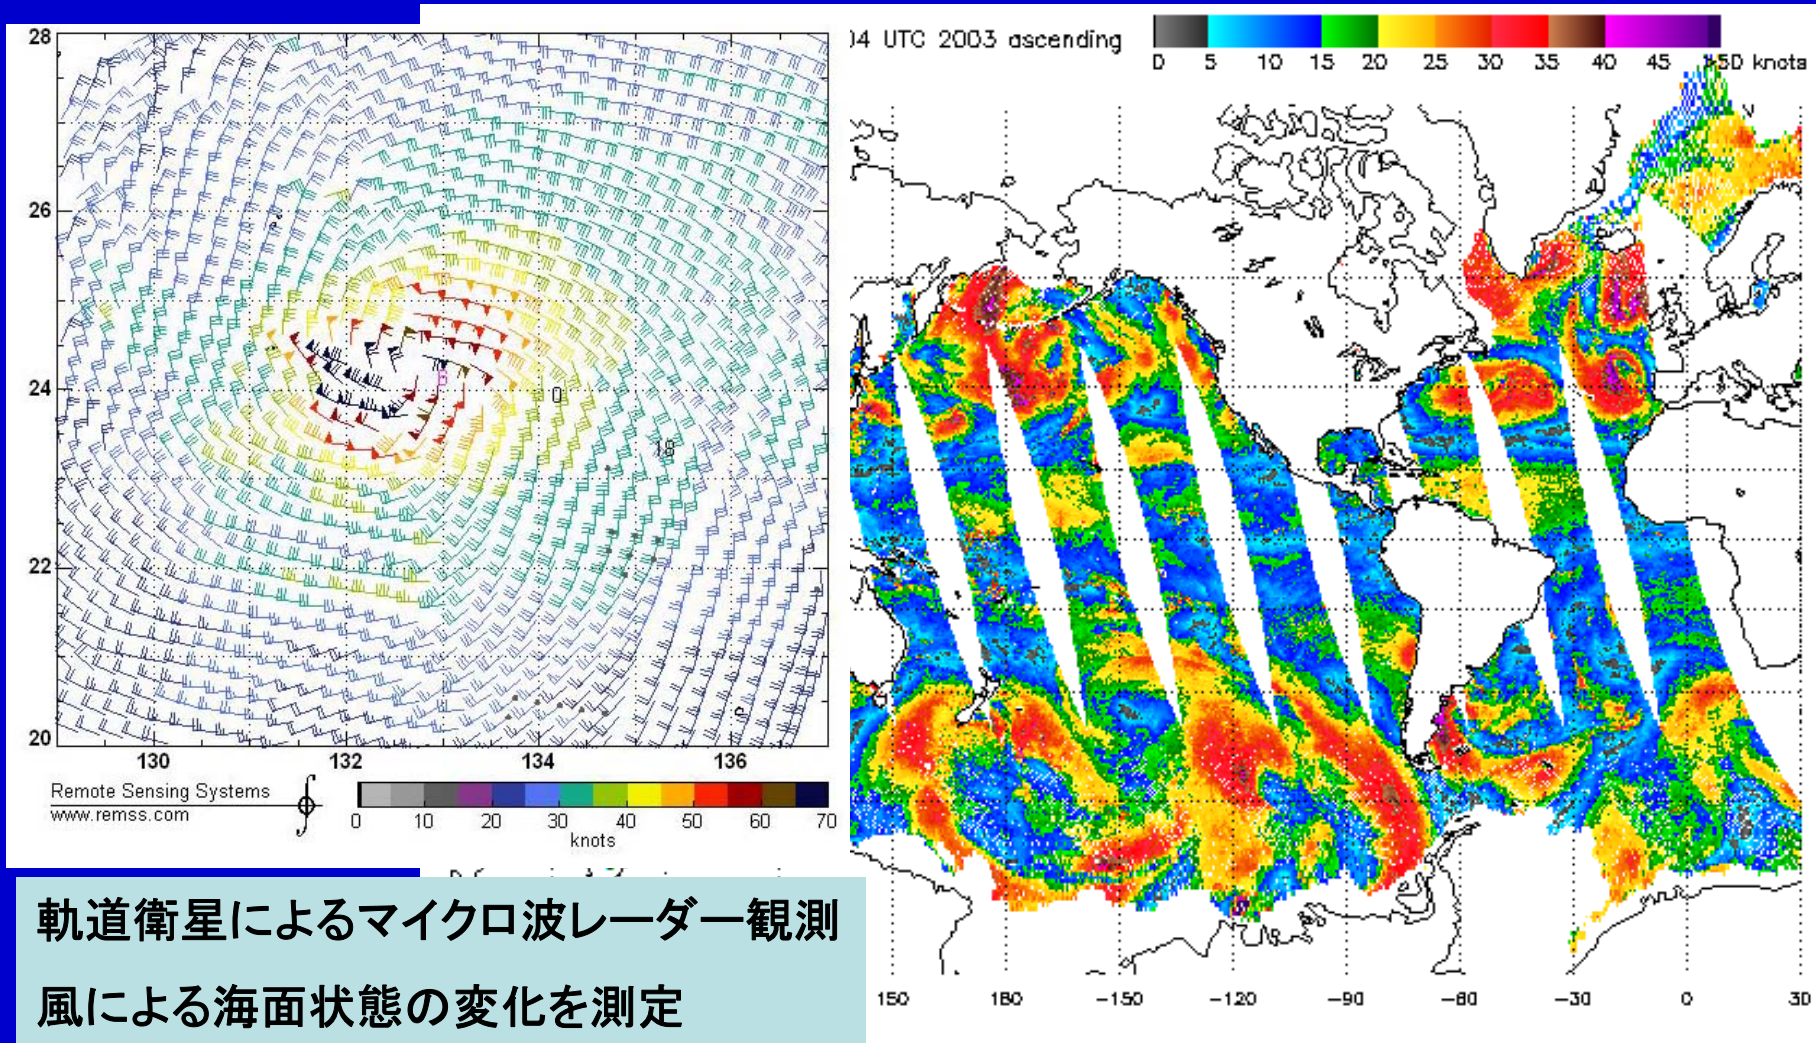 04 UTC 2003 ascending
0 5 10 15 20 25 30 35 40 45 >50 knots
28
26
24
22
20
0
18
130 132 134 136
Remote Sensing Systems
www.remss.com
0 10 20 30 40 50 60 70
knots
150 180 -150 -120 -90 -60 -30 0 30
軌道衛星によるマイクロ波レーダー観測
風による海面状態の変化を測定